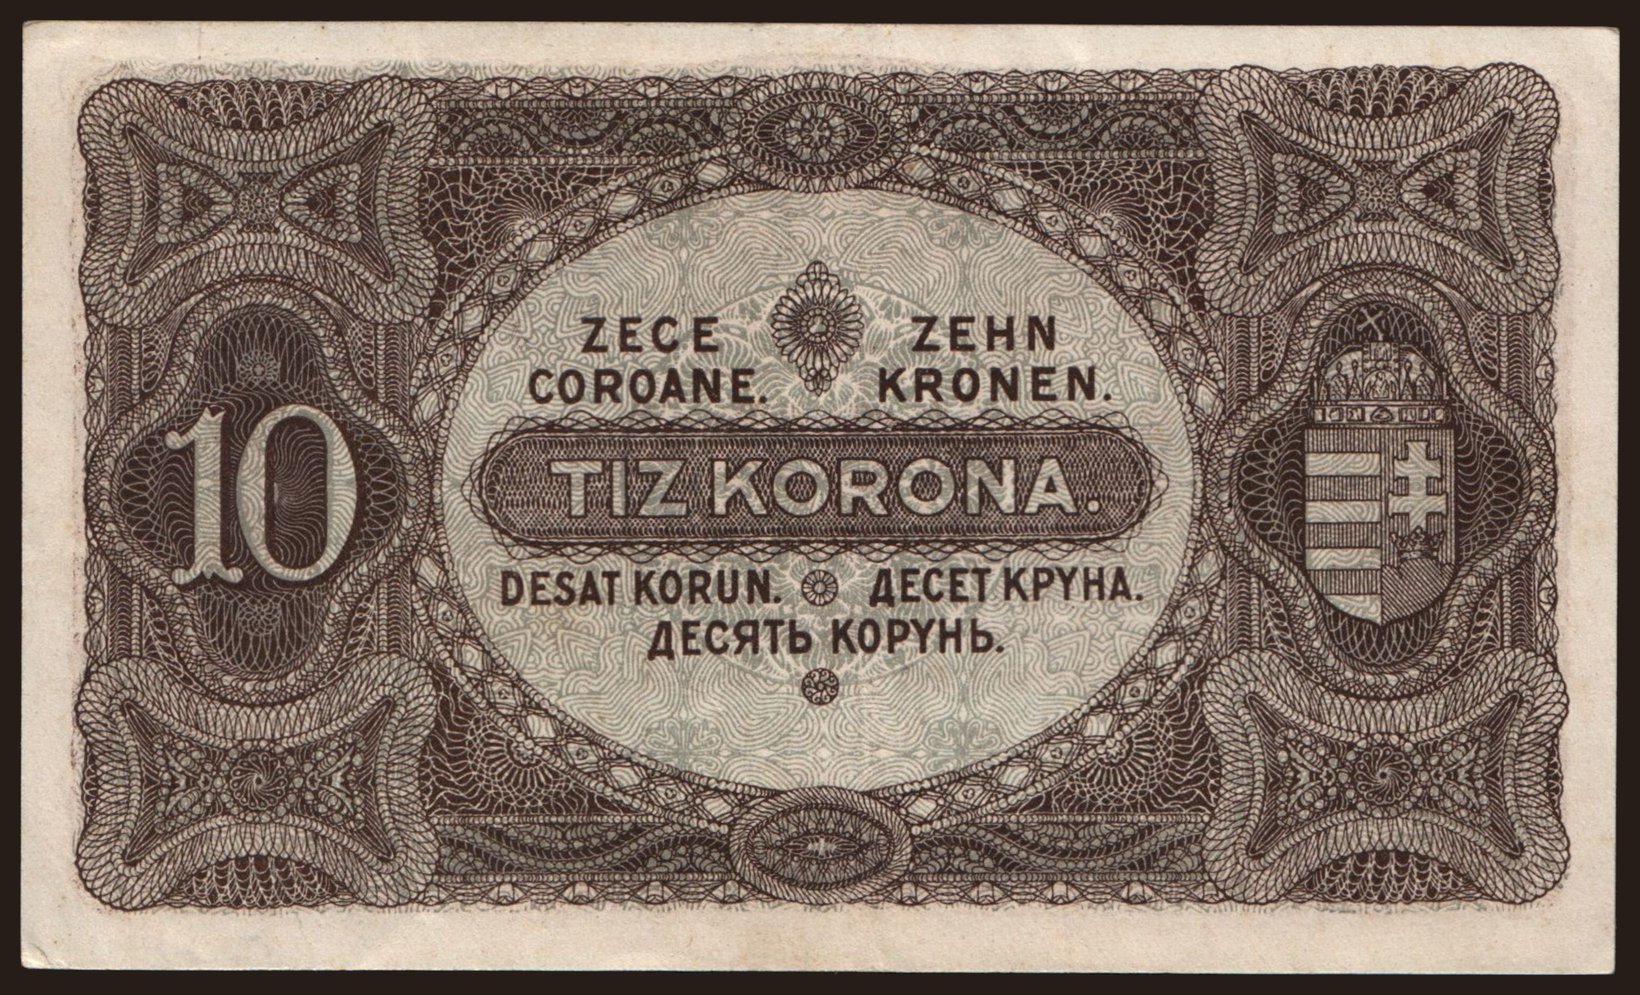 ZECE
COROANE.
ZEHN
KRONEN.
10
TIZ KORONA.
DESAT KORUN.
ДЕСЕТ КРУНА.
ДЕСЯТЬ КОРУНЬ.